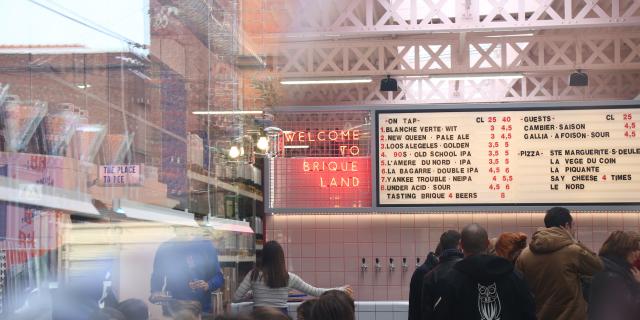 WELCOME
TO
BRIQUE
LAND
THE PLACE
TO BE
-ON TAP- CL 25 40
1.BLANCHE VERTE·WIT 3 4,5
2.NEW QUEEN · PALE ALE 3 4,5
3.LOOS ALEGELES·GOLDEN 3,5 5
4. 90S · OLD SCHOOL IPA 3,5 5
5.L'AMERE DU NORD · IPA 3,5 5
6.LA BAGARRE·DOUBLE IPA 4,5 6
7.YANKEE TROUBLE·NEIPA 4 5,5
8.UNDER ACID·SOUR 4,5 6
TASTING BRIQUE 4 BEERS 8
-GUESTS- CL 25
CAMBIER·SAISON 4,5
GALLIA·A FOISON·SOUR 4,5
-PIZZA- STE MARGUERITE·S·DEULE
LA VEGE DU COIN
LA PIQUANTE
SAY CHEESE 4 TIMES
LE NORD